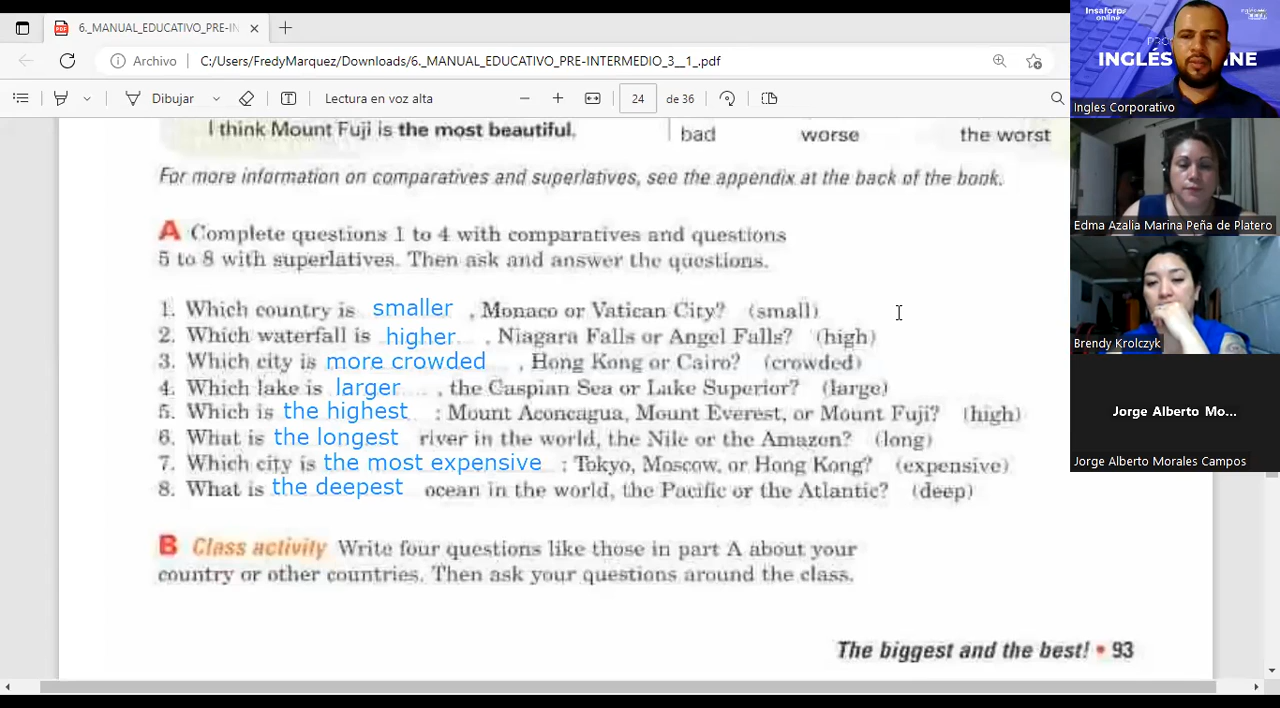 6._MANUAL_EDUCATIVO_PRE-IN
Archivo C:/Users/FredyMarquez/Downloads/6._MANUAL_EDUCATIVO_PRE-INTERMEDIO_3__1_.pdf
Dibujar Lectura en voz alta 24 de 36
I think Mount Fuji is the most beautiful. bad worse the worst
For more information on comparatives and superlatives, see the appendix at the back of the book.
A Complete questions 1 to 4 with comparatives and questions
5 to 8 with superlatives. Then ask and answer the questions.
1. Which country is smaller , Monaco or Vatican City? (small)
2. Which waterfall is higher , Niagara Falls or Angel Falls? (high)
3. Which city is more crowded , Hong Kong or Cairo? (crowded)
4. Which lake is larger , the Caspian Sea or Lake Superior? (large)
5. Which is the highest : Mount Aconcagua, Mount Everest, or Mount Fuji? (high)
6. What is the longest river in the world, the Nile or the Amazon? (long)
7. Which city is the most expensive : Tokyo, Moscow, or Hong Kong? (expensive)
8. What is the deepest ocean in the world, the Pacific or the Atlantic? (deep)
B Class activity Write four questions like those in part A about your
country or other countries. Then ask your questions around the class.
The biggest and the best! • 93
Insaforp
online
INGLÉS NE
Ingles Corporativo
Edma Azalia Marina Peña de Platero
Brendy Krolczyk
Jorge Alberto Mo...
Jorge Alberto Morales Campos